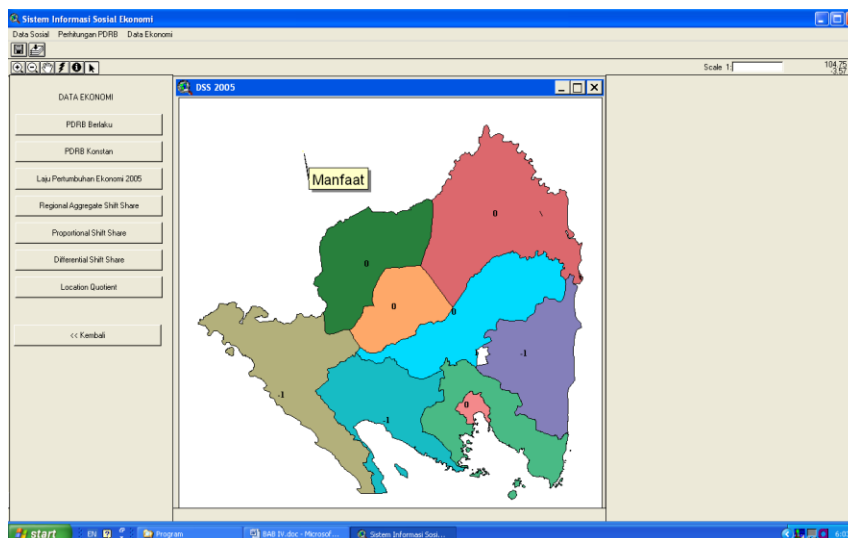 Sistem Informasi Sosial Ekonomi
Data Sosial Perhitungan PDRB Data Ekonomi
Scale 1:
104.75
-3.57
DATA EKONOMI
PDRB Berlaku
PDRB Konstan
Laju Pertumbuhan Ekonomi 2005
Regional Aggregate Shift Share
Proportional Shift Share
Differential Shift Share
Location Quotient
<< Kembali
DSS 2005
Manfaat
0
0
0
0
-1
-1
-1
0
start
EN
Program
BAB IV.doc - Microsof...
Sistem Informasi Sosi...